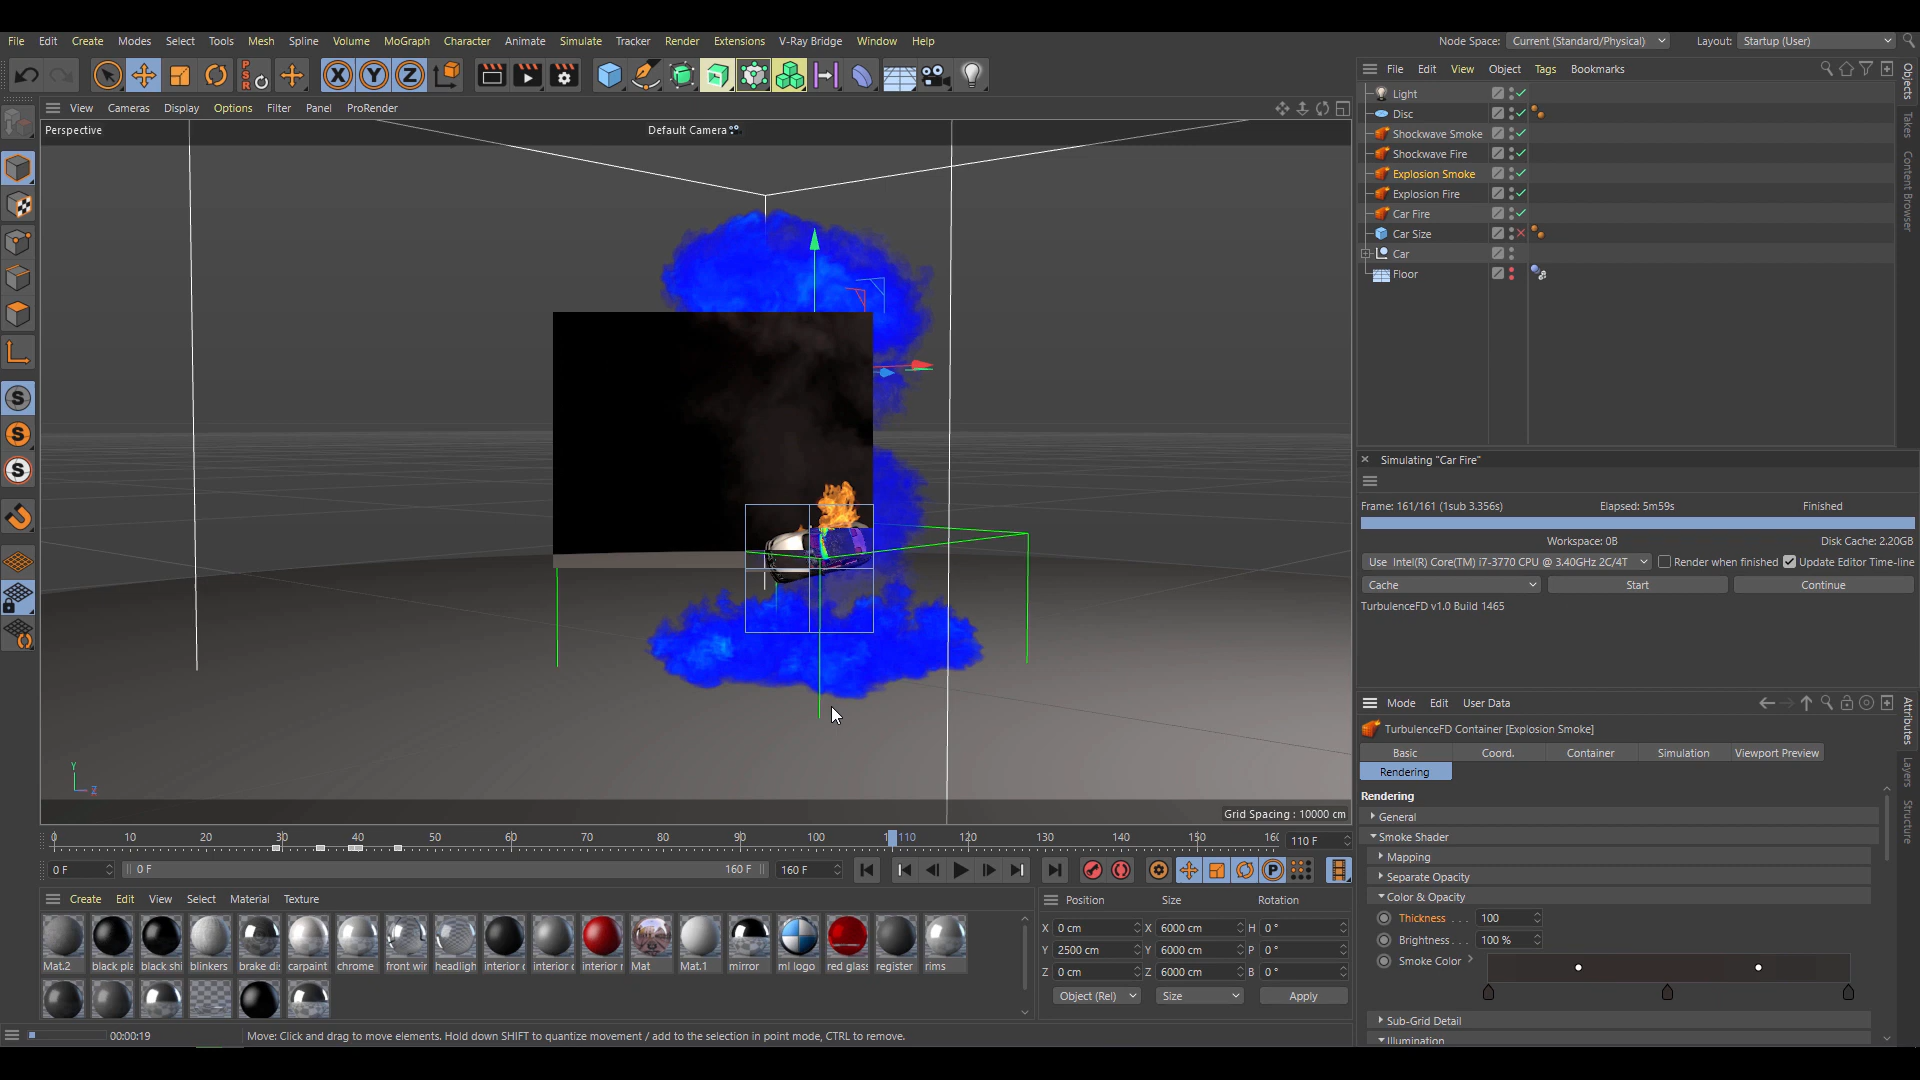 File Edit Create Modes Select Tools Mesh Spline Volume MoGraph Character Animate Simulate Tracker Render Extensions V-Ray Bridge Window Help
Node Space: Current (Standard/Physical) Layout: Startup (User)
PSR X Y Z
File Edit View Object Tags Bookmarks
View Cameras Display Options Filter Panel ProRender
Perspective
Default Camera
Light
Disc
Shockwave Smoke
Shockwave Fire
Explosion Smoke
Explosion Fire
Car Fire
Car Size
Car
Floor
Objects
Takes
Content Browser
S
S
S
Simulating "Car Fire"
Frame: 161/161 (1sub 3.356s) Elapsed: 5m59s Finished
Workspace: 0B Disk Cache: 2.20GB
Use Intel(R) Core(TM) i7-3770 CPU @ 3.40GHz 2C/4T Render when finished Update Editor Time-line
Cache Start Continue
TurbulenceFD v1.0 Build 1465
Mode Edit User Data
TurbulenceFD Container [Explosion Smoke]
Basic Coord. Container Simulation Viewport Preview
Rendering
Rendering
General
Smoke Shader
Mapping
Separate Opacity
Color & Opacity
Thickness . . . 100
Brightness . . . 100 %
Smoke Color
Sub-Grid Detail
Illumination
Attributes
Layers
Structure
Y
Z
Grid Spacing : 10000 cm
0 10 20 30 40 50 60 70 80 90 100 110 120 130 140 150 110 F
0 F 0 F 160 F 160 F
P
Create Edit View Select Material Texture
Mat.2 black pla black shi blinkers brake di carpaint chrome front wir headligh interior c interior c interior r Mat Mat.1 mirror ml logo red glass register rims
Position Size Rotation
X 0 cm X 6000 cm H 0 °
Y 2500 cm Y 6000 cm P 0 °
Z 0 cm Z 6000 cm B 0 °
Object (Rel) Size Apply
00:00:19 Move: Click and drag to move elements. Hold down SHIFT to quantize movement / add to the selection in point mode, CTRL to remove.